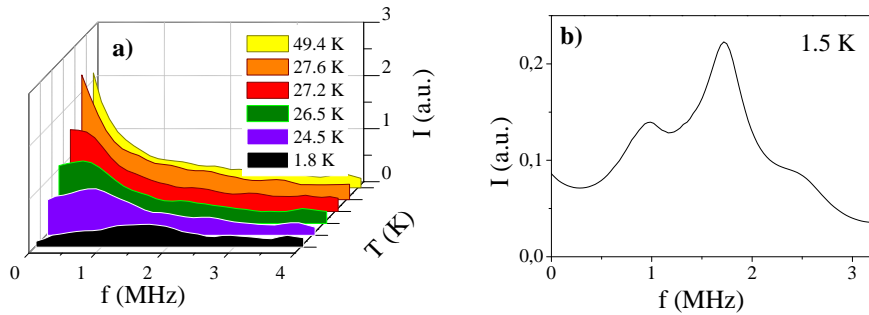 a)
49.4 K
27.6 K
27.2 K
26.5 K
24.5 K
1.8 K
3
2
1
0
I (a.u.)
T (K)
0
1
2
3
4
f (MHz)
b)
1.5 K
0,2
0,1
0,0
I (a.u.)
0
1
2
3
f (MHz)